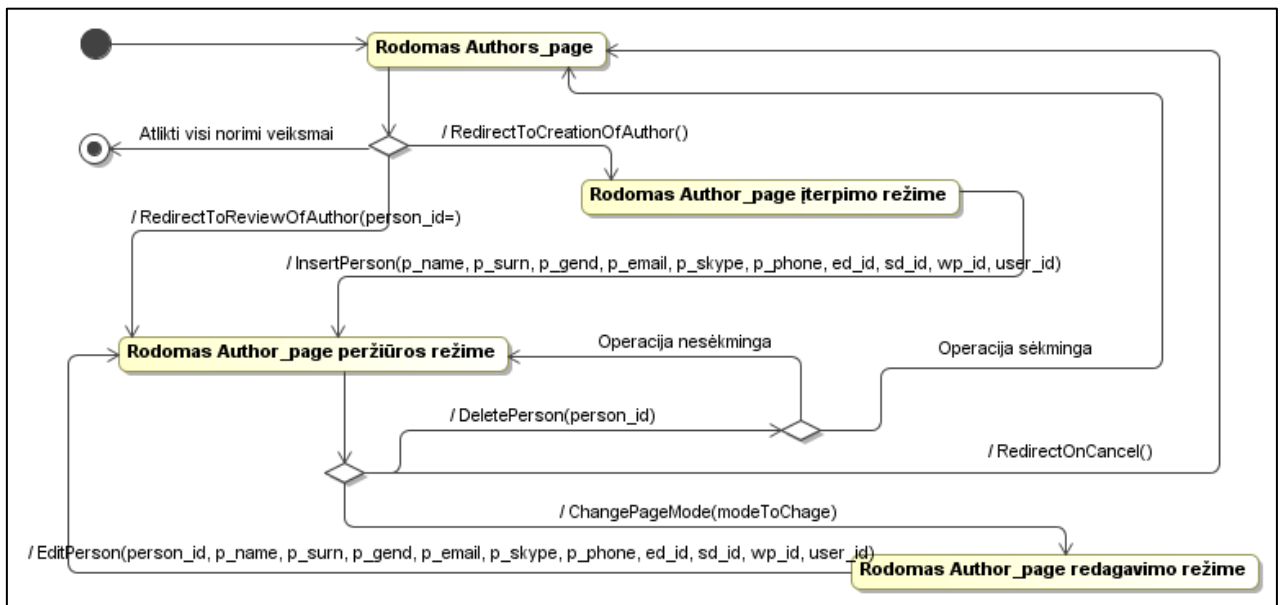 Rodomas Authors_page
Atlikti visi norimi veiksmai
/ RedirectToCreationOfAuthor()
Rodomas Author_page įterpimo režime
/ RedirectToReviewOfAuthor(person_id=)
/ InsertPerson(p_name, p_surn, p_gend, p_email, p_skype, p_phone, ed_id, sd_id, wp_id, user_id)
Rodomas Author_page peržiūros režime
Operacija nesėkminga
Operacija sėkminga
/ DeletePerson(person_id)
/ RedirectOnCancel()
/ ChangePageMode(modeToChage)
/ EditPerson(person_id, p_name, p_surn, p_gend, p_email, p_skype, p_phone, ed_id, sd_id, wp_id, user_id)
Rodomas Author_page redagavimo režime